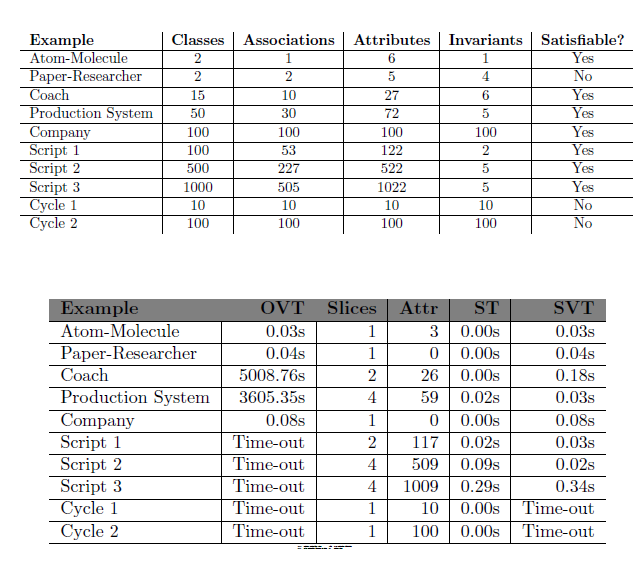 Example Classes Associations Attributes Invariants Satisfiable?
Atom-Molecule 2 1 6 1 Yes
Paper-Researcher 2 2 5 4 No
Coach 15 10 27 6 Yes
Production System 50 30 72 5 Yes
Company 100 100 100 100 Yes
Script 1 100 53 122 2 Yes
Script 2 500 227 522 5 Yes
Script 3 1000 505 1022 5 Yes
Cycle 1 10 10 10 10 No
Cycle 2 100 100 100 100 No
Example OVT Slices Attr ST SVT
Atom-Molecule 0.03s 1 3 0.00s 0.03s
Paper-Researcher 0.04s 1 0 0.00s 0.04s
Coach 5008.76s 2 26 0.00s 0.18s
Production System 3605.35s 4 59 0.02s 0.03s
Company 0.08s 1 0 0.00s 0.08s
Script 1 Time-out 2 117 0.02s 0.03s
Script 2 Time-out 4 509 0.09s 0.02s
Script 3 Time-out 4 1009 0.29s 0.34s
Cycle 1 Time-out 1 10 0.00s Time-out
Cycle 2 Time-out 1 100 0.00s Time-out